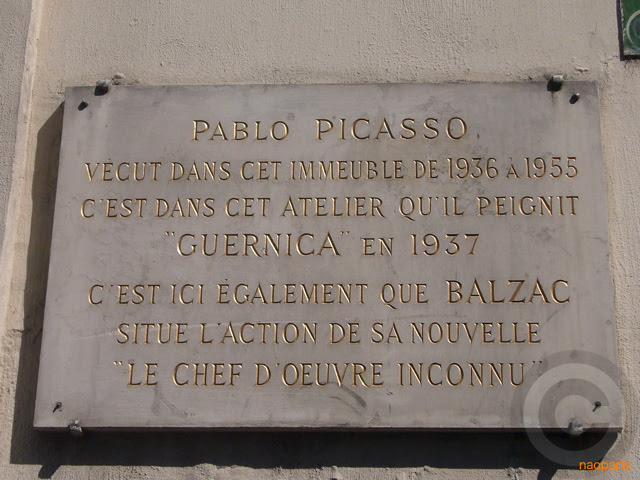 PABLO PICASSO
VÉCUT DANS CET IMMEUBLE DE 1936 À 1955
C'EST DANS CET ATELIER QU'IL PEIGNIT
"GUERNICA" EN 1937
C'EST ICI ÉGALEMENT QUE BALZAC
SITUE L'ACTION DE SA NOUVELLE
"LE CHEF D'OEUVRE INCONNU"
©